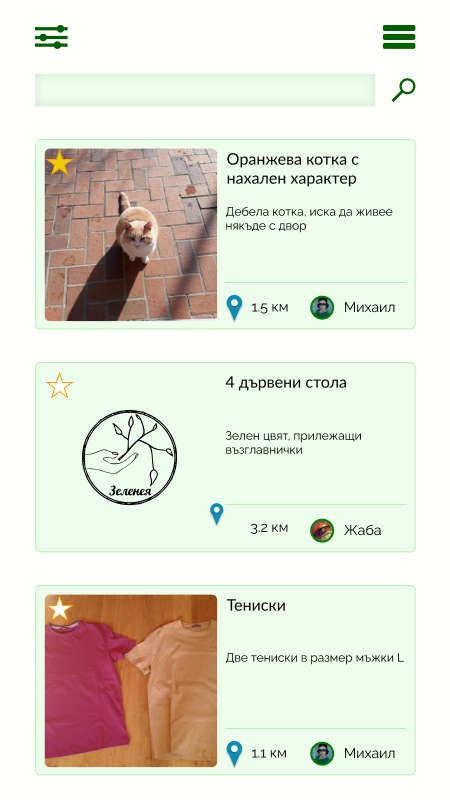 Оранжева котка с
нахален характер
Дебела котка, иска да живее
някъде с двор
1.5 км
Михаил
4 дървени стола
Зелен цвят, прилежащи
възглавнички
Зеленея
3.2 км
Жаба
Тениски
Две тениски в размер мъжки L
1.1 км
Михаил